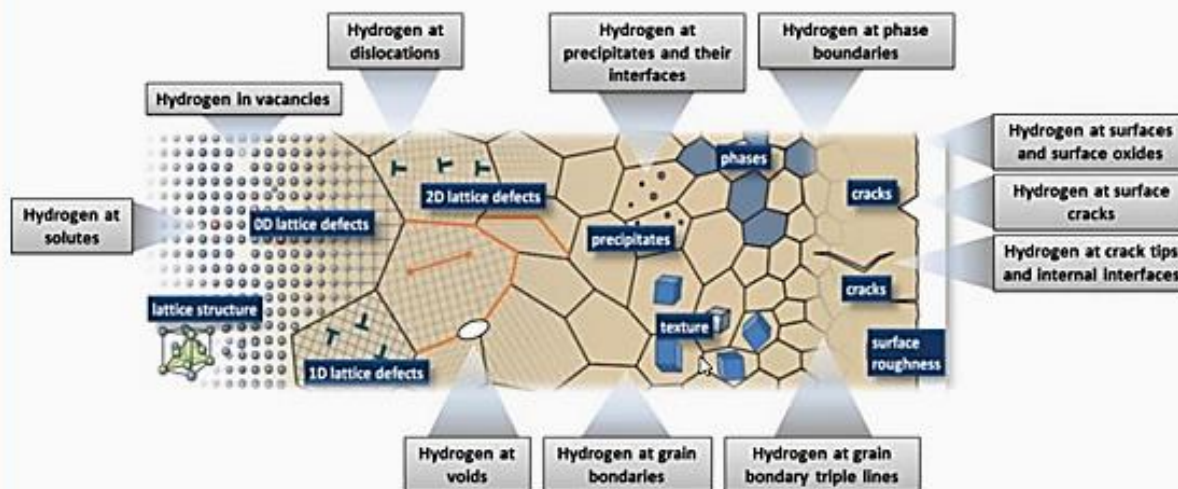 Hydrogen at
dislocations
Hydrogen at
precipitates and their
interfaces
Hydrogen at phase
boundaries
Hydrogen in vacancies
Hydrogen at surfaces
and surface oxides
Hydrogen at surface
cracks
Hydrogen at crack tips
and internal interfaces
Hydrogen at
solutes
phases
2D lattice defects
cracks
0D lattice defects
precipitates
cracks
lattice structure
texture
surface
roughness
1D lattice defects
Hydrogen at
voids
Hydrogen at grain
bondaries
Hydrogen at grain
bondary triple lines